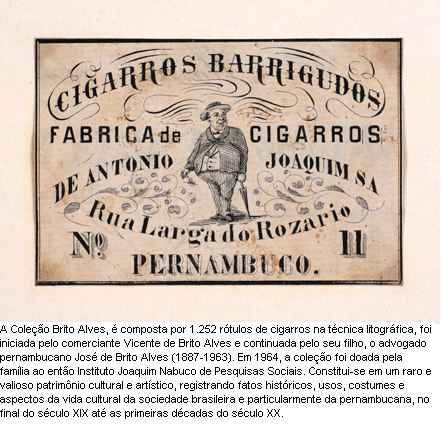 CIGARROS BARRIGUDOS
FABRICA de CIGARROS
DE ANTONIO JOAQUIM SA
Rua Larga do Rozario
Nº 11
PERNAMBUCO.
A Coleção Brito Alves, é composta por 1.252 rótulos de cigarros na técnica litográfica, foi
iniciada pelo comerciante Vicente de Brito Alves e continuada pelo seu filho, o advogado
pernambucano José de Brito Alves (1887-1963). Em 1964, a coleção foi doada pela
família ao então Instituto Joaquim Nabuco de Pesquisas Sociais. Constitui-se em um raro e
valioso patrimônio cultural e artístico, registrando fatos históricos, usos, costumes e
aspectos da vida cultural da sociedade brasileira e particularmente da pernambucana, no
final do século XIX até as primeiras décadas do século XX.